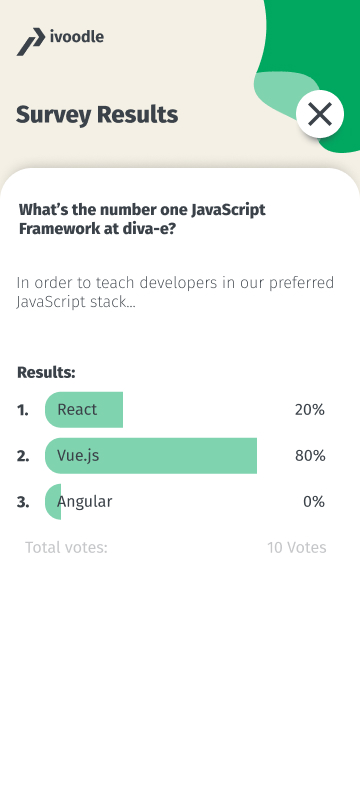 ivoodle
Survey Results
What's the number one JavaScript
Framework at diva-e?
In order to teach developers in our preferred
JavaScript stack...
Results:
1. React 20%
2. Vue.js 80%
3. Angular 0%
Total votes: 10 Votes